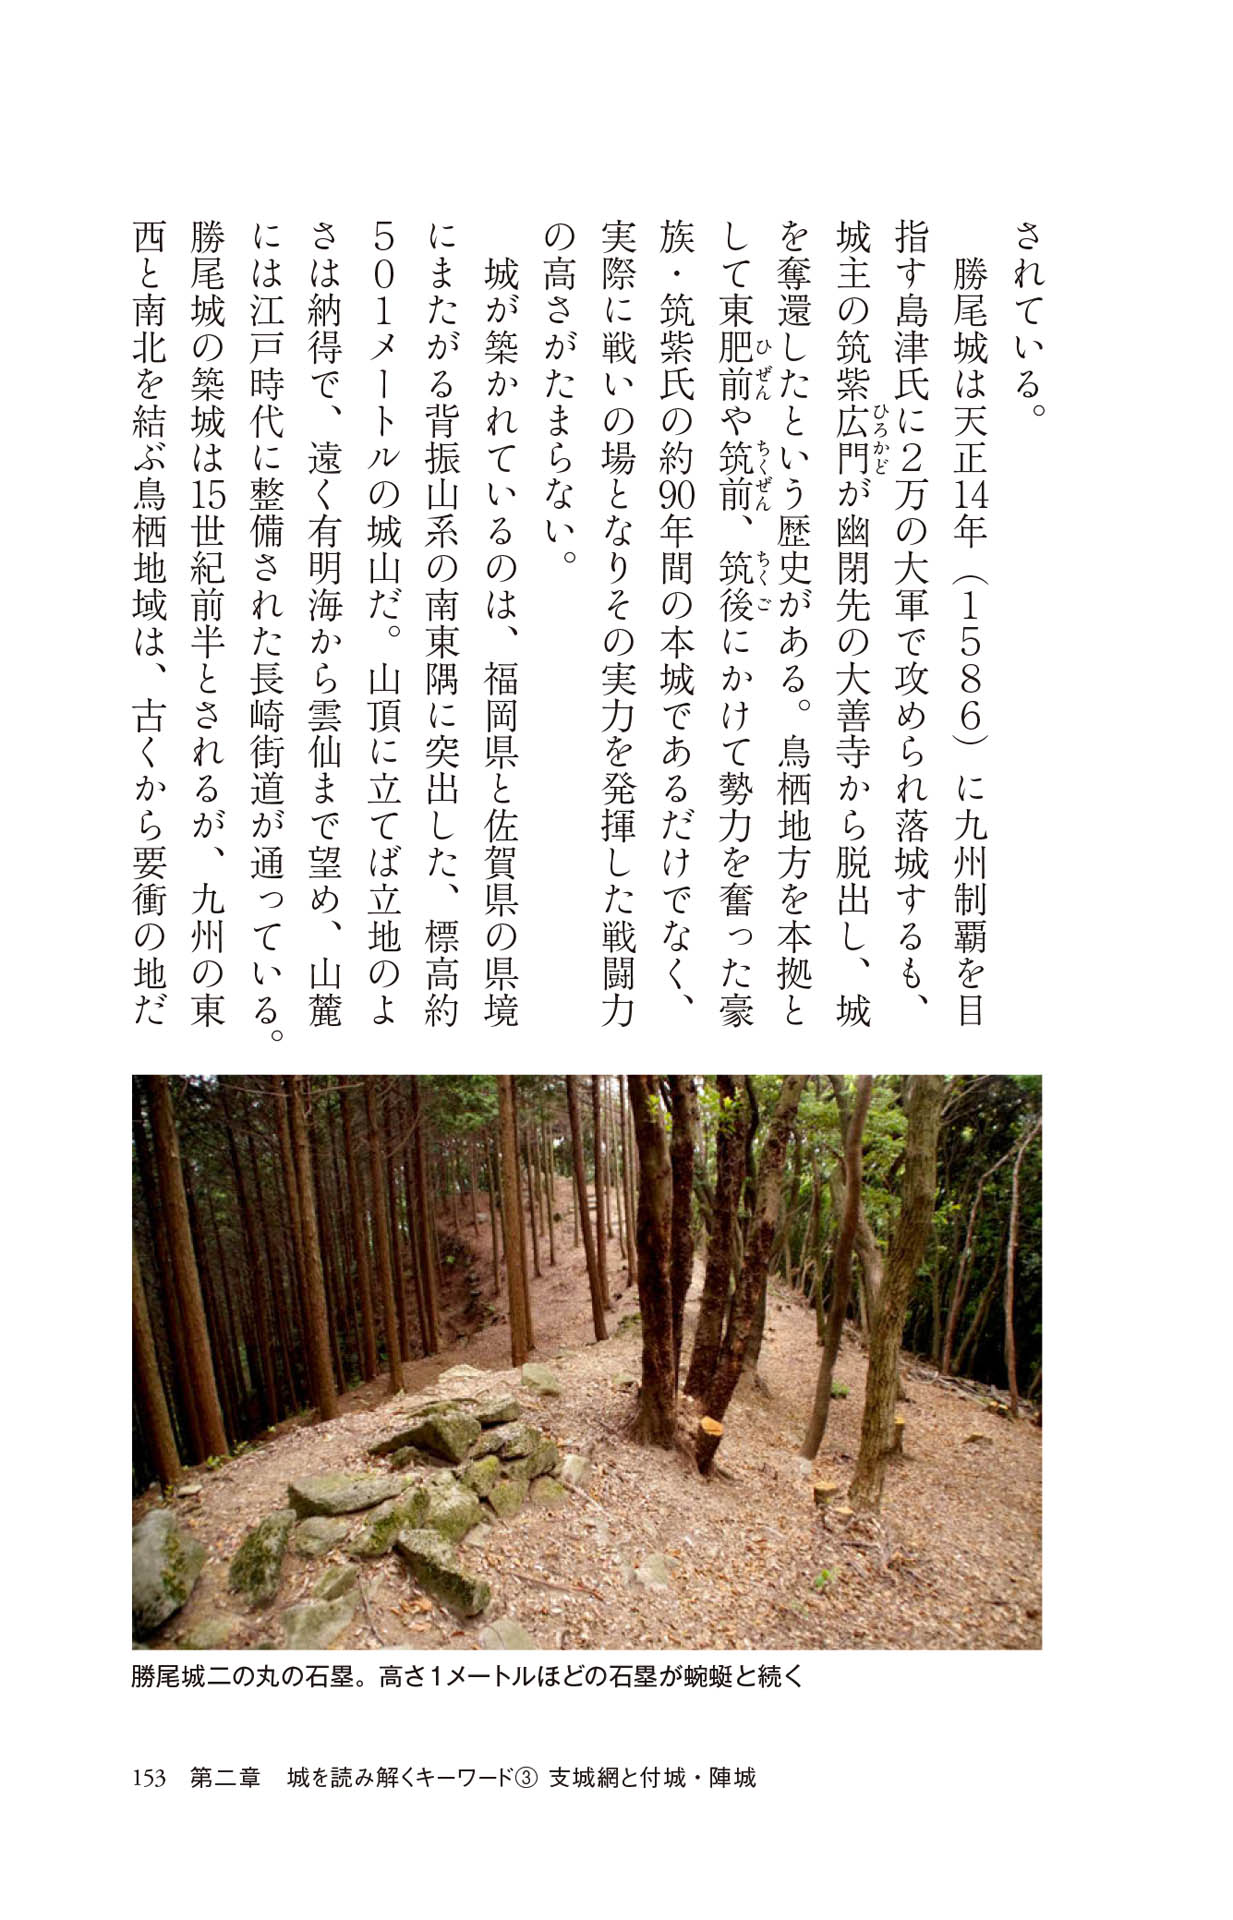 されている。
勝尾城は天正14年（1586）に九州制覇を目
指す島津氏に2万の大軍で攻められ落城するも、
城主の筑紫広門が幽閉先の大善寺から脱出し、城
ひろかど
を奪還したという歴史がある。鳥栖地方を本拠と
して東肥前や筑前、筑後にかけて勢力を奮った豪
ひぜん ちくぜん ちくご
族・筑紫氏の約90年間の本城であるだけでなく、
実際に戦いの場となりその実力を発揮した戦闘力
の高さがたまらない。
城が築かれているのは、福岡県と佐賀県の県境
にまたがる背振山系の南東隅に突出した、標高約
501メートルの城山だ。山頂に立てば立地のよ
さは納得で、遠く有明海から雲仙まで望め、山麓
には江戸時代に整備された長崎街道が通っている。
勝尾城の築城は15世紀前半とされるが、九州の東
西と南北を結ぶ鳥栖地域は、古くから要衝の地だ
勝尾城二の丸の石塁。高さ1メートルほどの石塁が蜿蜒と続く
153 第二章 城を読み解くキーワード③ 支城網と付城・陣城